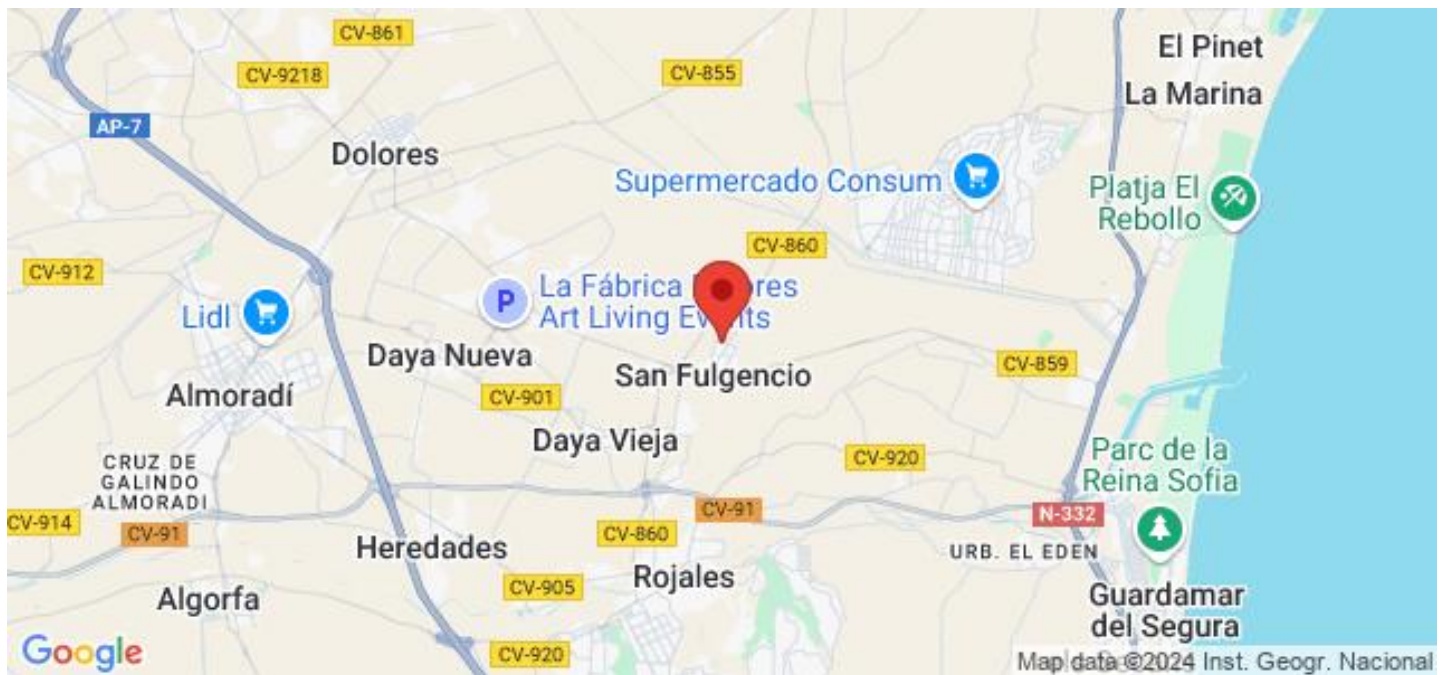 CV-861
El Pinet
CV-9218
CV-855
La Marina
AP-7
Dolores
Supermercado Consum
Platja El
Rebollo
CV-860
CV-912
La Fábrica
Art Living
P
Lidl
Daya Nueva
San Fulgencio
CV-859
Almoradí
CV-901
Daya Vieja
CV-920
Parc de la
Reina Sofia
CRUZ DE
GALINDO
ALMORADI
CV-91
N-332
CV-914
CV-91
CV-860
Heredades
URB. EL EDEN
CV-905
Rojales
Algorfa
Guardamar
del Segura
Google
CV-920
Map data ©2024 Inst. Geogr. Nacional